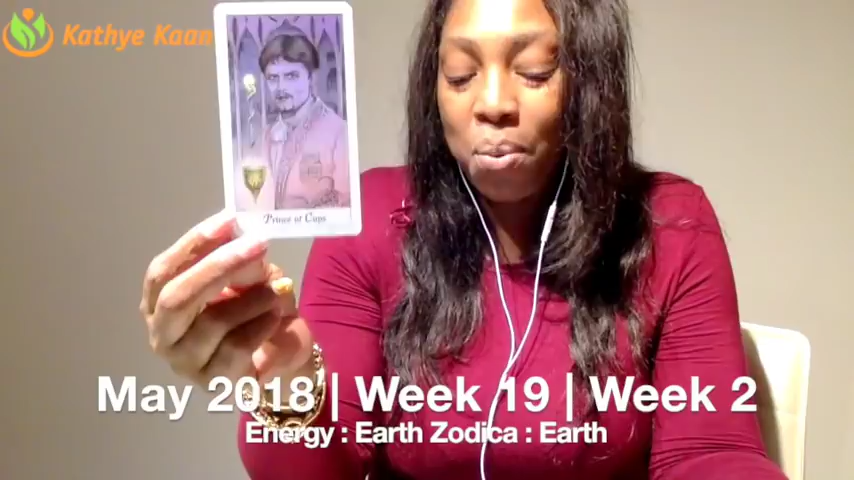 Kathye Kaan
Prince of Cups
May 2018 | Week 19 | Week 2
Energy : Earth Zodica : Earth